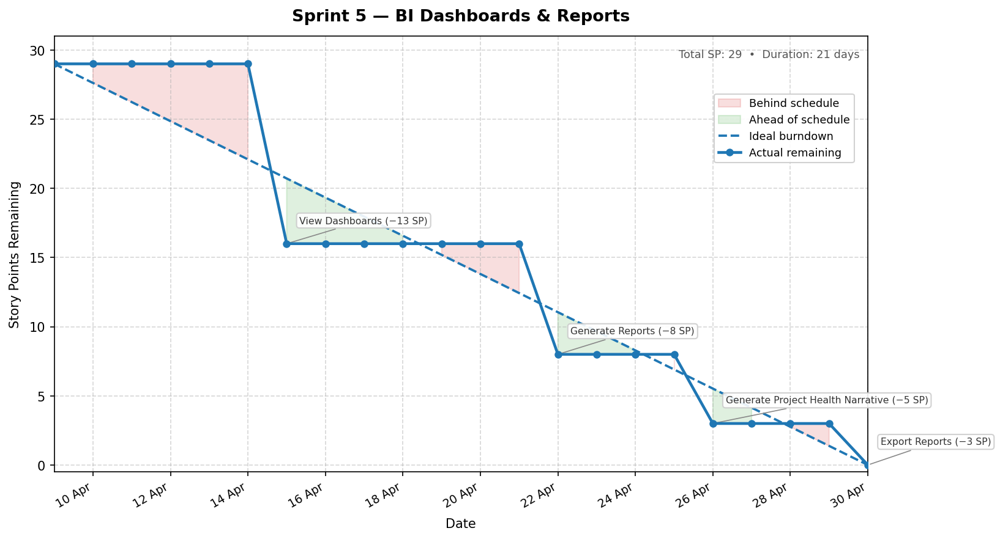 Sprint 5 — BI Dashboards & Reports
Total SP: 29 • Duration: 21 days
Behind schedule
Ahead of schedule
Ideal burndown
Actual remaining
Story Points Remaining
30
25
20
15
10
5
0
View Dashboards (−13 SP)
Generate Reports (−8 SP)
Generate Project Health Narrative (−5 SP)
Export Reports (−3 SP)
10 Apr
12 Apr
14 Apr
16 Apr
18 Apr
20 Apr
22 Apr
24 Apr
26 Apr
28 Apr
30 Apr
Date